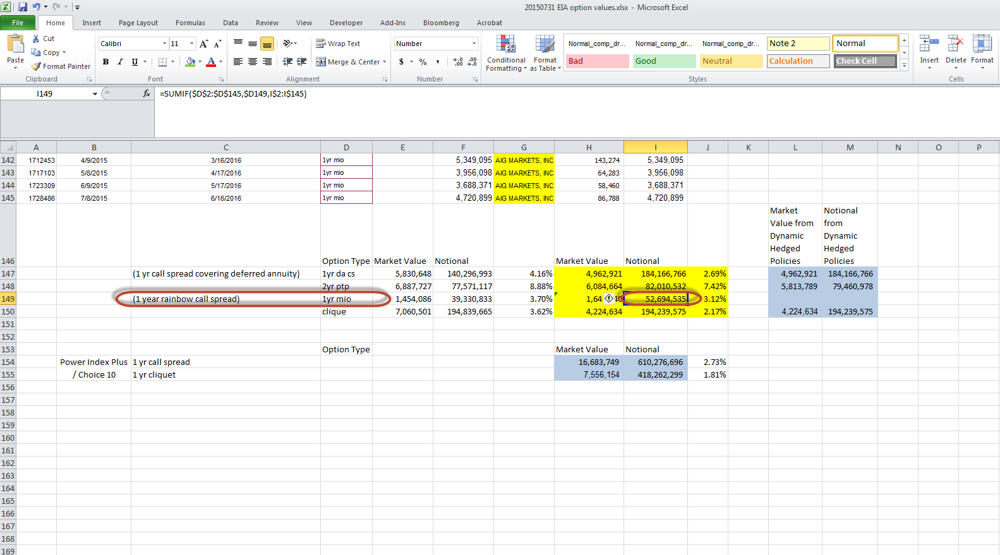 20150731 EIA option values.xlsx - Microsoft Excel
File Home Insert Page Layout Formulas Data Review View Developer Add-Ins Bloomberg Acrobat
Paste Cut Copy Format Painter
Calibri 11 A A B I U A
Wrap Text Merge & Center
Number $ % , .00 .0
Conditional Formatting Format as Table
Normal_comp_dr... Normal_comp_dr... Normal_comp_dr... Note 2 Normal
Bad Good Neutral Calculation Check Cell
Insert Delete Format
Clipboard Font Alignment Number Styles Cells
I149 fx =SUMIF($D$2:$D$145,$D149,I$2:I$145)
A B C D E F G H I J K L M N O P
142 1712453 4/9/2015 3/16/2016 1yr mio 5,349,095 AIG MARKETS, INC 143,274 5,349,095
143 1717103 5/8/2015 4/17/2016 1yr mio 3,956,098 AIG MARKETS, INC 64,283 3,956,098
144 1723309 6/9/2015 5/17/2016 1yr mio 3,688,371 AIG MARKETS, INC 58,460 3,688,371
145 1728486 7/8/2015 6/16/2016 1yr mio 4,720,899 AIG MARKETS, INC 86,788 4,720,899
Market Notional
Value from from
Dynamic Dynamic
Hedged Hedged
146 Option Type Market Value Notional Market Value Notional Policies Policies
147 (1 yr call spread covering deferred annuity) 1yr da cs 5,830,648 140,296,993 4.16% 4,962,921 184,166,766 2.69% 4,962,921 184,166,766
148 2yr ptp 6,887,727 77,571,117 8.88% 6,084,664 82,010,532 7.42% 5,813,789 79,460,978
149 (1 year rainbow call spread) 1yr mio 1,454,086 39,330,833 3.70% 52,694,535 3.12%
150 clique 7,060,501 194,839,665 3.62% 4,224,634 194,239,575 2.17% 4,224,634 194,239,575
151
152
153 Option Type Market Value Notional
154 Power Index Plus 1 yr call spread 16,683,749 610,276,696 2.73%
155 / Choice 10 1 yr cliquet 7,556,154 418,262,299 1.81%
156
157
158
159
160
161
162
163
164
165
166
167
168
169